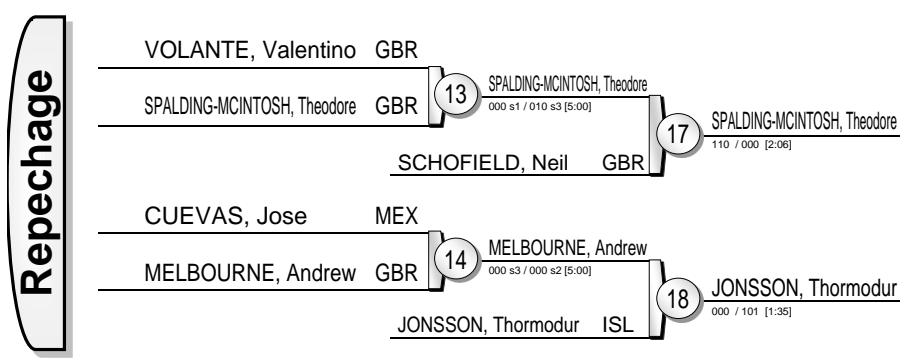 Repechage
VOLANTE, Valentino GBR
SPALDING-MCINTOSH, Theodore GBR
13
SPALDING-MCINTOSH, Theodore
000 s1 / 010 s3 [5:00]
SCHOFIELD, Neil GBR
17
SPALDING-MCINTOSH, Theodore
110 / 000 [2:06]
CUEVAS, Jose MEX
MELBOURNE, Andrew GBR
14
MELBOURNE, Andrew
000 s3 / 000 s2 [5:00]
JONSSON, Thormodur ISL
18
JONSSON, Thormodur
000 / 101 [1:35]